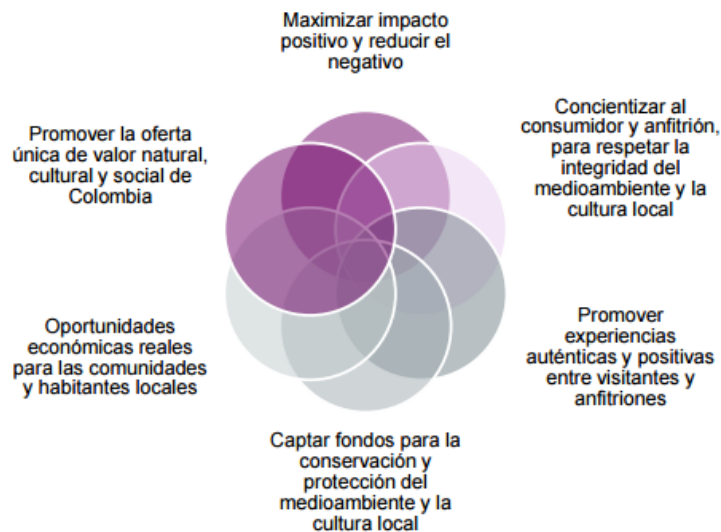 Maximizar impacto
positivo y reducir el
negativo
Concientizar al
consumidor y anfitrión,
para respetar la
integridad del
medioambiente y la
cultura local
Promover
experiencias
auténticas y positivas
entre visitantes y
anfitriones
Captar fondos para la
conservación y
protección del
medioambiente y la
cultura local
Oportunidades
económicas reales
para las comunidades
y habitantes locales
Promover la oferta
única de valor natural,
cultural y social de
Colombia